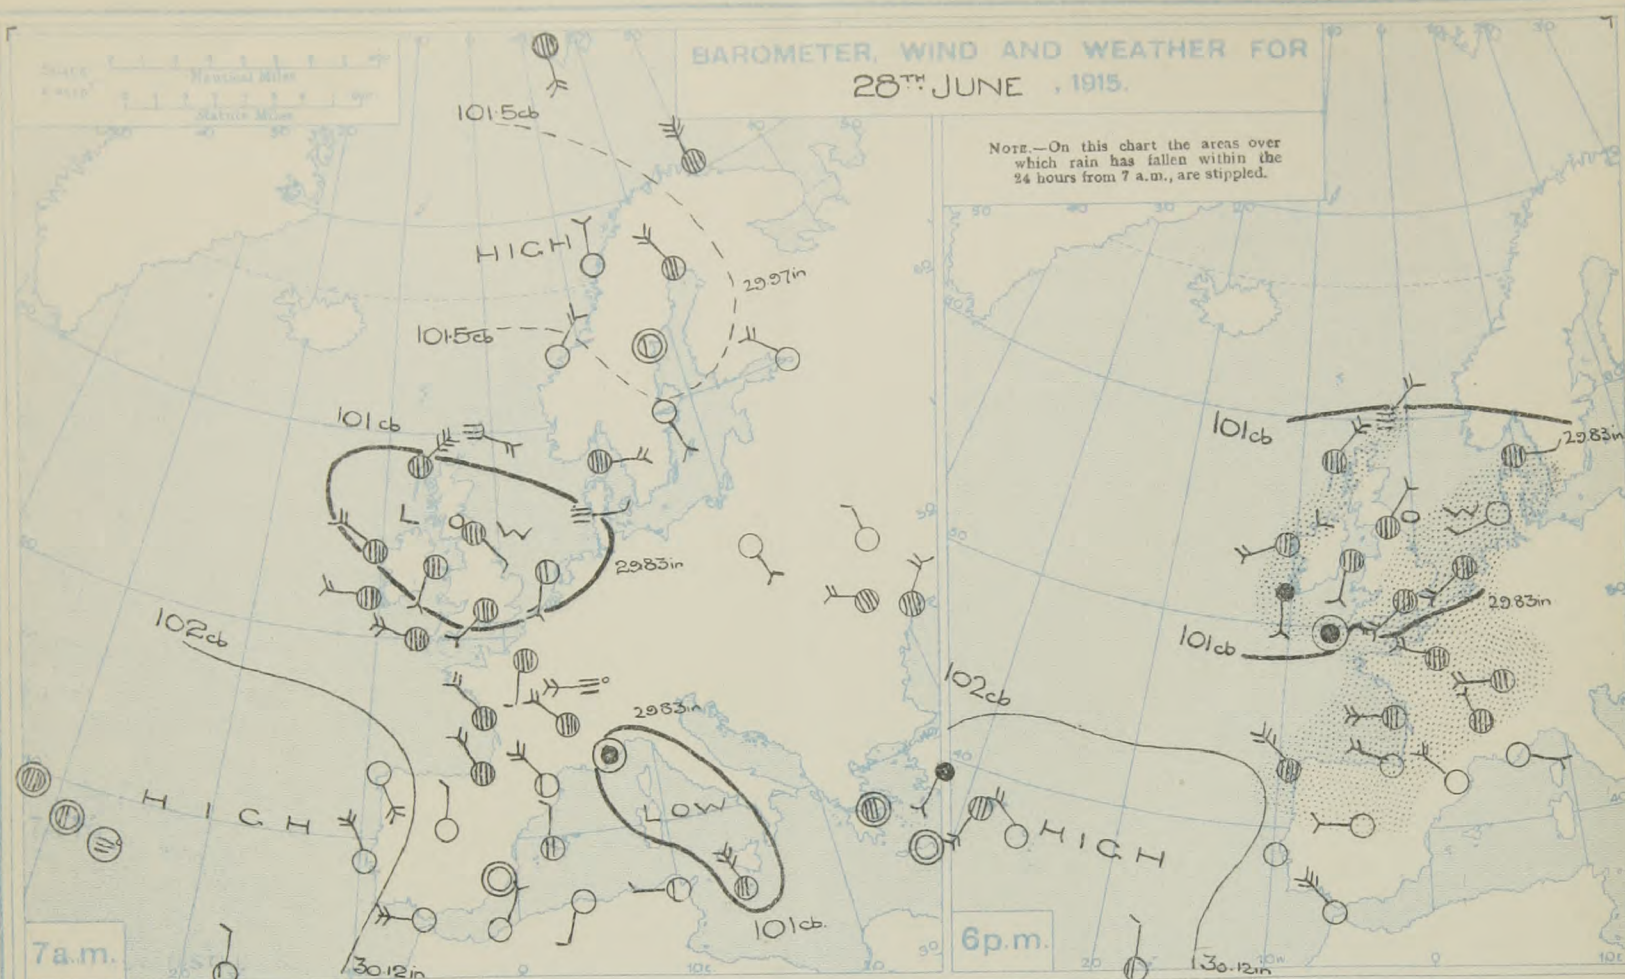 BAROMETER, WIND AND WEATHER FOR
28TH JUNE, 1915.
Nautical Miles
Statute Miles
NOTE.—On this chart the areas over
which rain has fallen within the
24 hours from 7 a.m., are stippled.
101.5cb
HIGH
29.97in
101.5cb
101cb
LOW
29.83in
102cb
29.83in
HIGH
LOW
101cb.
30.12in
7a.m.
101cb
29.83in
LOW
29.83in
101cb
102cb
HIGH
30.12in
6p.m.